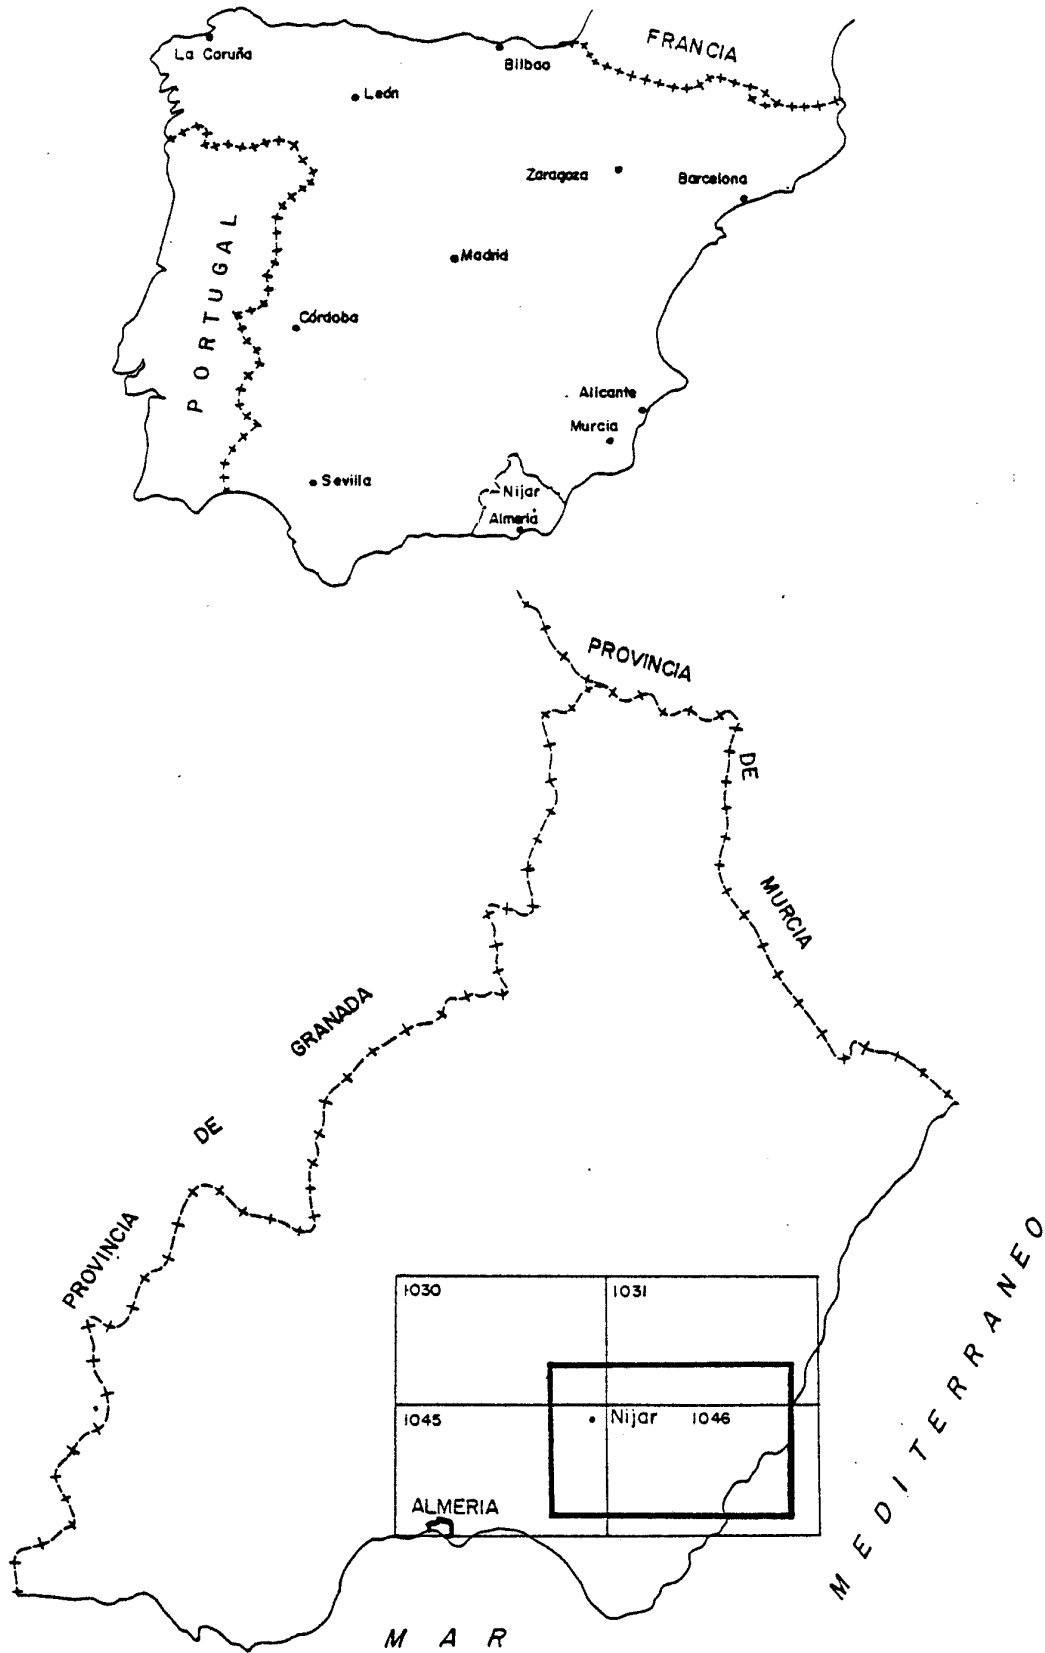 FRANCIA
La Coruña
Bilbao
León
Zaragoza
Barcelona
PORTUGAL
Madrid
Córdoba
Alicante
Murcia
Sevilla
Nijar
Almeria
PROVINCIA
DE
MURCIA
GRANADA
DE
PROVINCIA
1030
1031
1045
Nijar
1046
ALMERIA
MEDITERRANEO
MAR